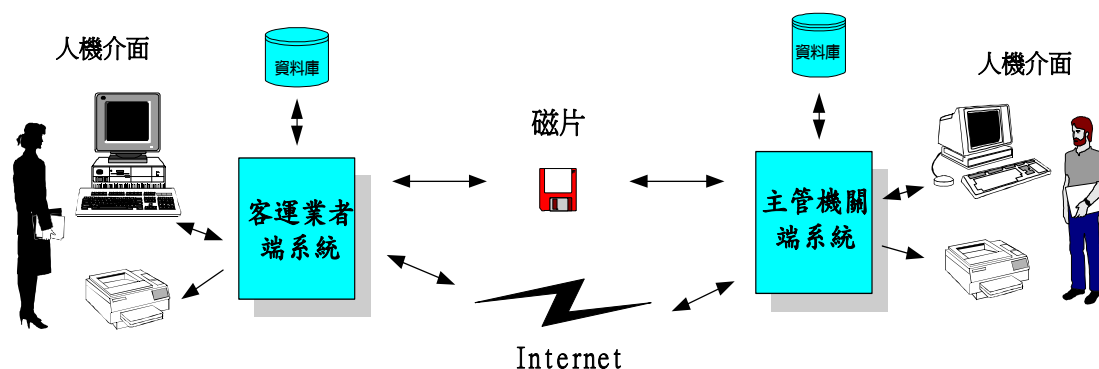 人機介面
資料庫
資料庫
人機介面
磁片
客運業者
端系統
主管機關
端系統
Internet